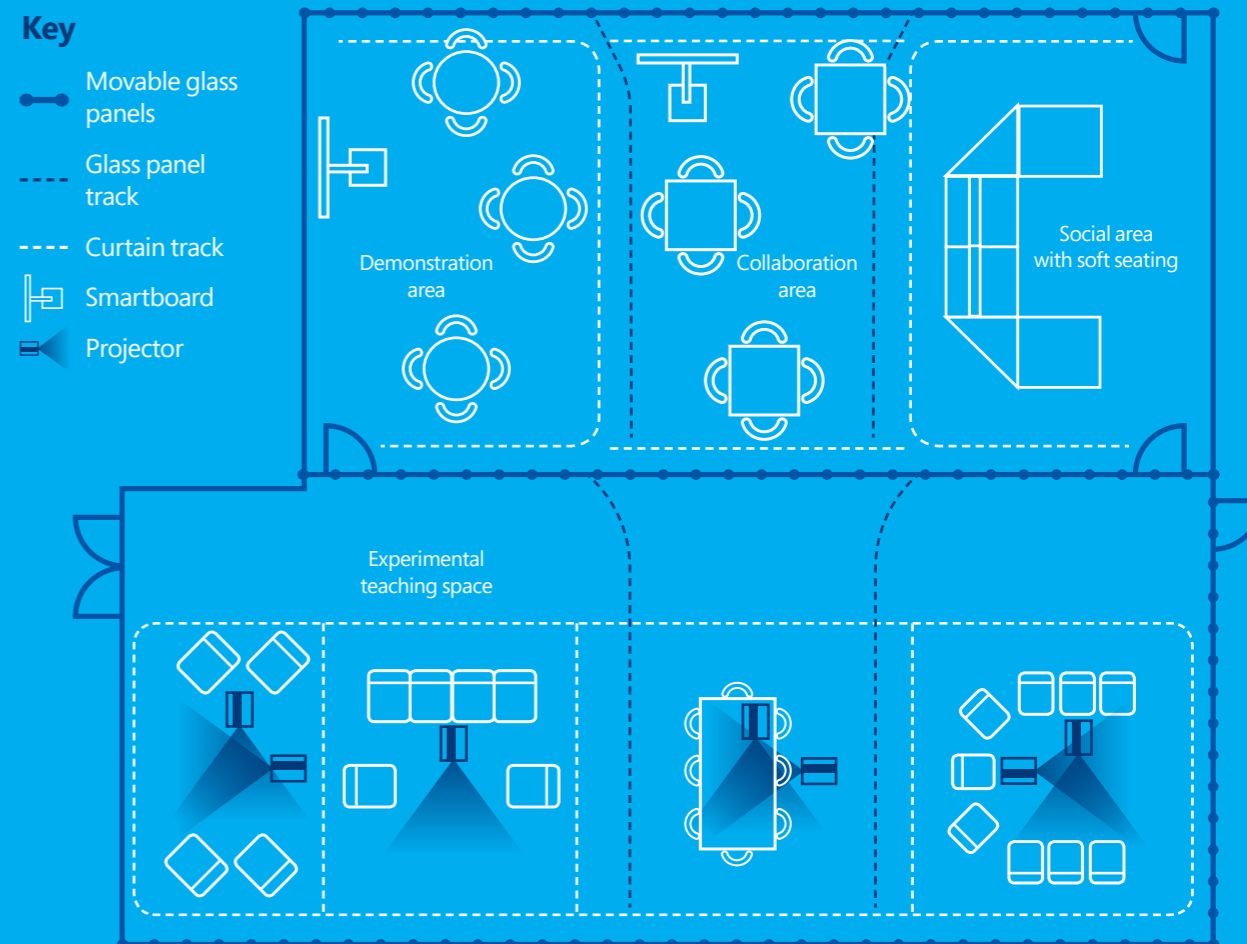 Key
Movable glass
panels
Glass panel
track
Curtain track
Smartboard
Projector
Demonstration
area
Collaboration
area
Social area
with soft seating
Experimental
teaching space